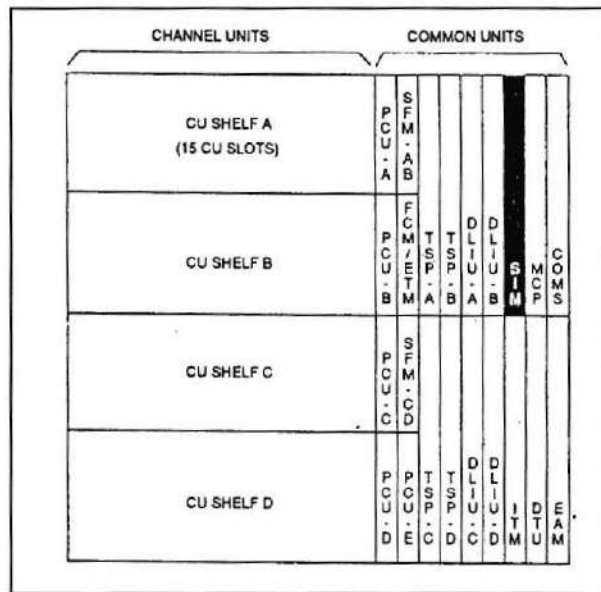 CHANNEL UNITS
COMMON UNITS
CU SHELF A
(15 CU SLOTS)
PCU-A
SFM-AB
CU SHELF B
PCU-B
FCM/ETM
TSP-A
TSP-B
DLIU-A
DLIU-B
SIM
MCP
COMS
CU SHELF C
PCU-C
SFM-CD
CU SHELF D
PCU-D
PCU-E
TSP-C
TSP-D
DLIU-C
DLIU-D
ITM
DTU
EAM